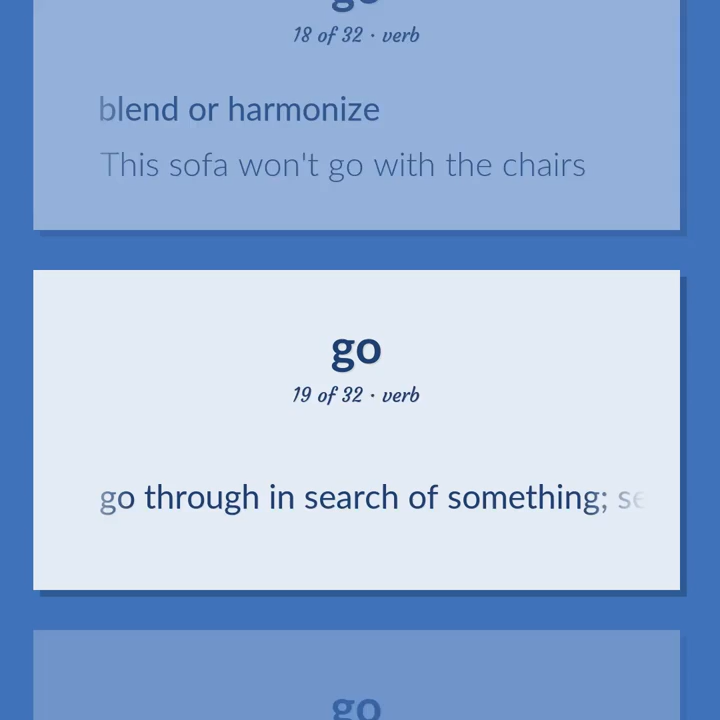 go
18 of 32 · verb
blend or harmonize
This sofa won't go with the chairs
go
19 of 32 · verb
go through in search of something;
go